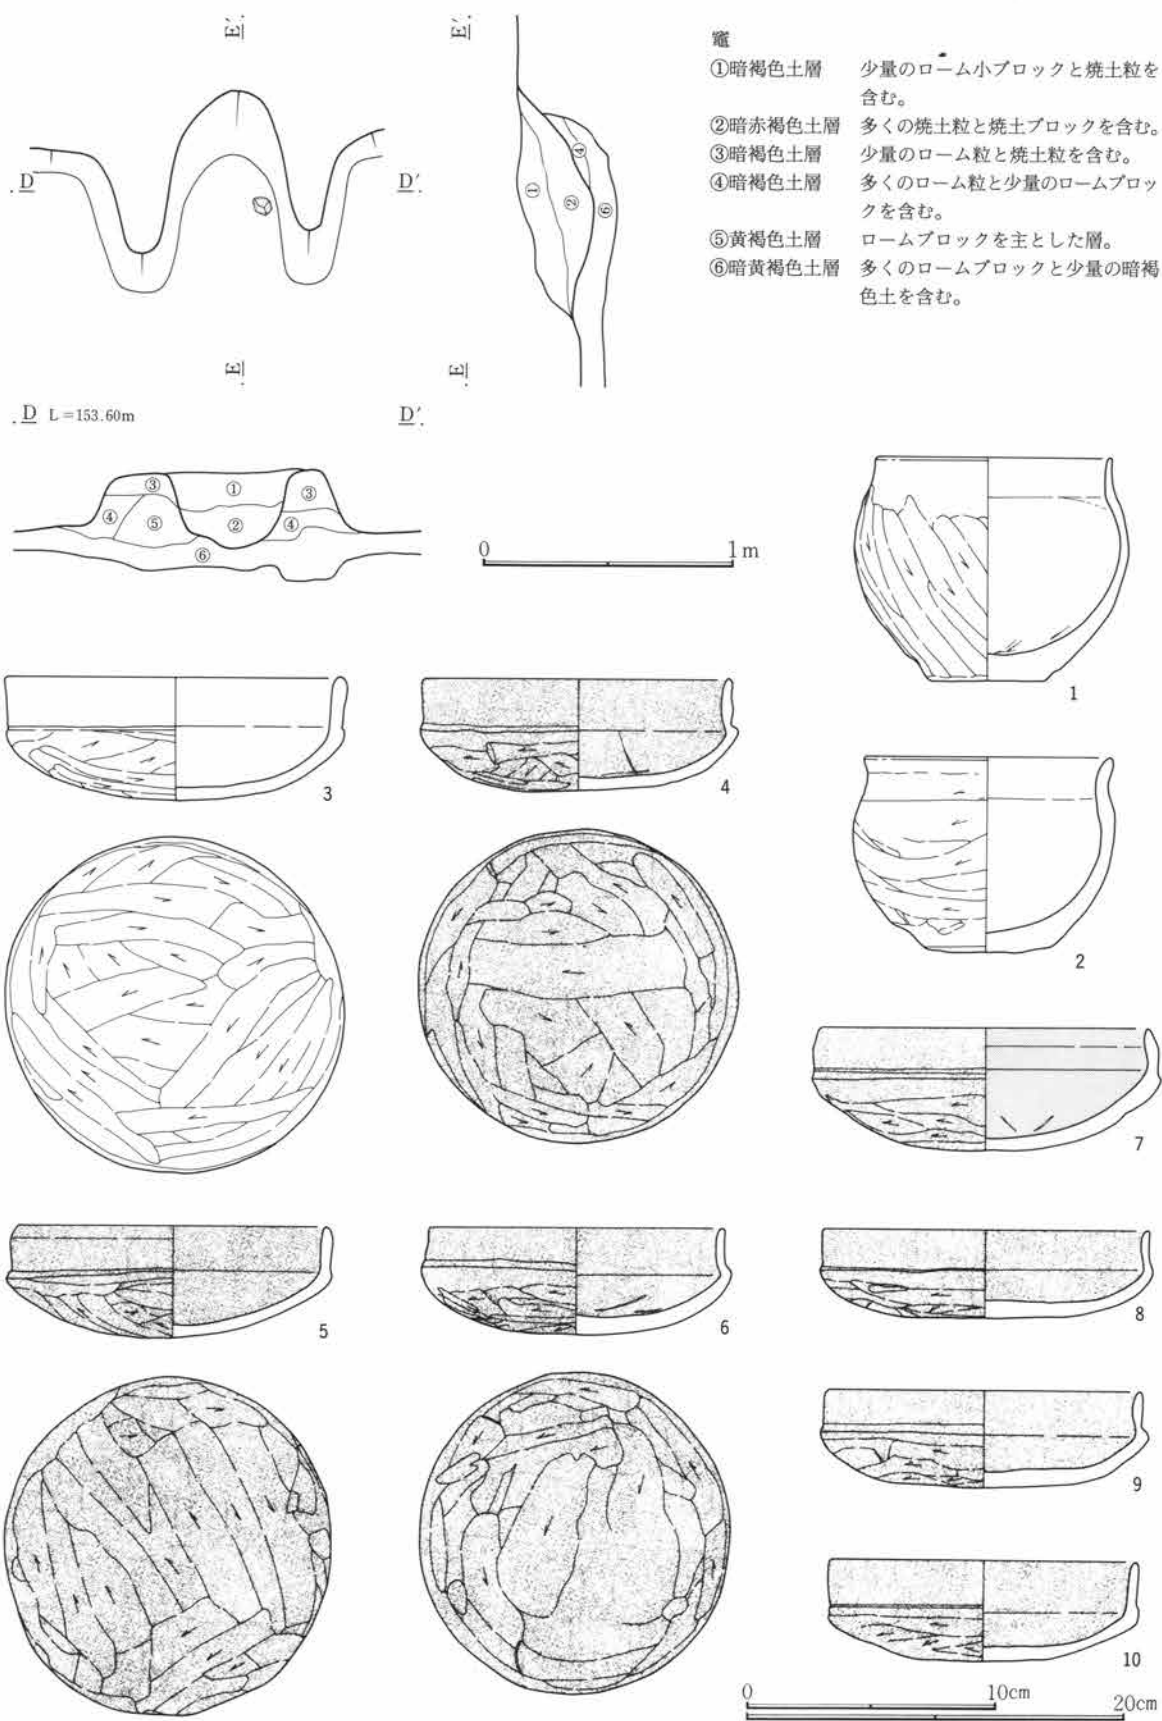 E′.
E′.
竈
①暗褐色土層 少量のローム小ブロックと焼土粒を
含む。
②暗赤褐色土層 多くの焼土粒と焼土ブロックを含む。
③暗褐色土層 少量のローム粒と焼土粒を含む。
④暗褐色土層 多くのローム粒と少量のロームブロッ
クを含む。
⑤黄褐色土層 ロームブロックを主とした層。
⑥暗黄褐色土層 多くのロームブロックと少量の暗褐
色土を含む。
. D
D′.
① ② ④ ⑥
. E
. E
. D L=153.60m
D′.
③ ① ③
④ ⑤ ② ④
⑥
0 1m
1
3
4
2
7
5
6
8
9
10
0 10cm
20cm